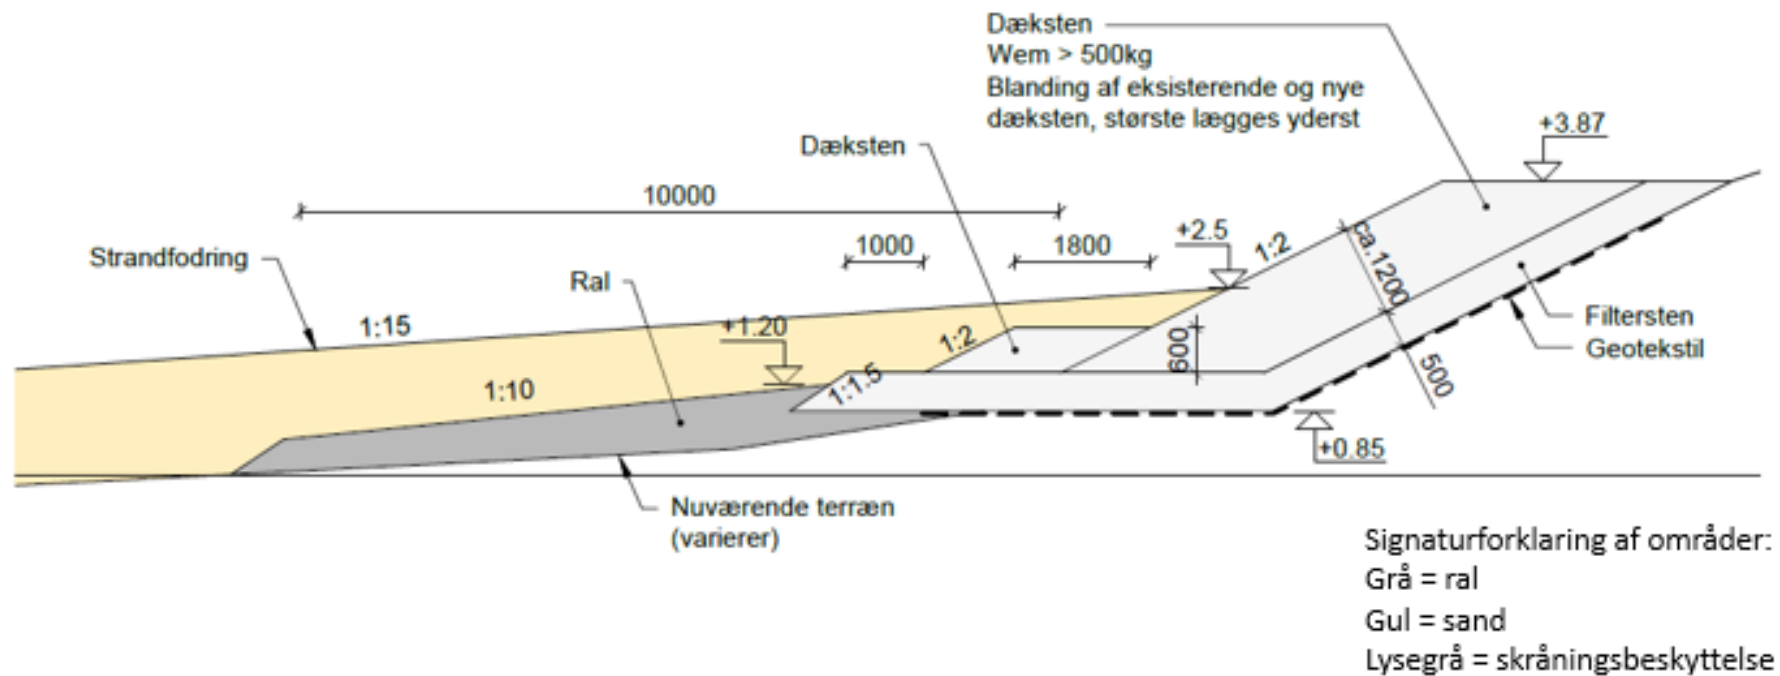 Dæksten
Wem > 500kg
Blanding af eksisterende og nye
dæksten, største lægges yderst
+3.87
Dæksten
10000
+2.5
1000
1800
1:2
ca.1200
Strandfodring
Ral
1:15
+1.20
1:2
600
Filtersten
Geotekstil
1:10
1:1.5
500
+0.85
Nuværende terræn
(varierer)
Signaturforklaring af områder:
Grå = ral
Gul = sand
Lysegrå = skråningsbeskyttelse